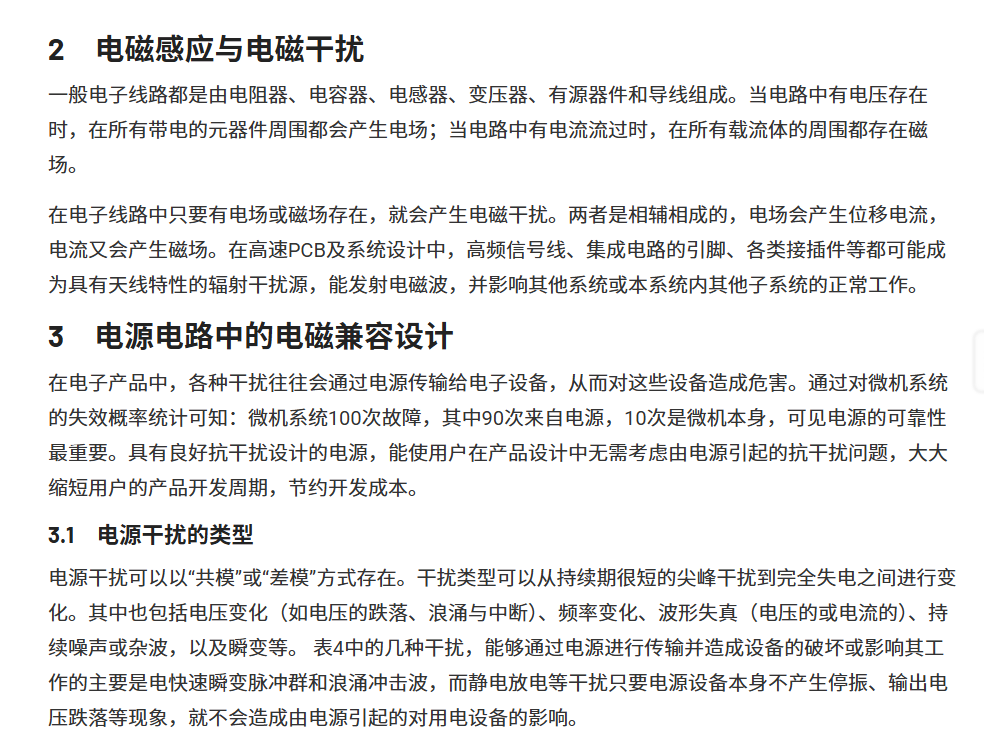 2 电磁感应与电磁干扰
一般电子线路都是由电阻器、电容器、电感器、变压器、有源器件和导线组成。当电路中有电压存在
时，在所有带电的元器件周围都会产生电场；当电路中有电流流过时，在所有载流体的周围都存在磁
场。
在电子线路中只要有电场或磁场存在，就会产生电磁干扰。两者是相辅相成的，电场会产生位移电流，
电流又会产生磁场。在高速PCB及系统设计中，高频信号线、集成电路的引脚、各类接插件等都可能成
为具有天线特性的辐射干扰源，能发射电磁波，并影响其他系统或本系统内其他子系统的正常工作。
3 电源电路中的电磁兼容设计
在电子产品中，各种干扰往往会通过电源传输给电子设备，从而对这些设备造成危害。通过对微机系统
的失效概率统计可知：微机系统100次故障，其中90次来自电源，10次是微机本身，可见电源的可靠性
最重要。具有良好抗干扰设计的电源，能使用户在产品设计中无需考虑由电源引起的抗干扰问题，大大
缩短用户的产品开发周期，节约开发成本。
3.1 电源干扰的类型
电源干扰可以以“共模”或“差模”方式存在。干扰类型可以从持续期很短的尖峰干扰到完全失电之间进行变
化。其中也包括电压变化（如电压的跌落、浪涌与中断）、频率变化、波形失真（电压的或电流的）、持
续噪声或杂波，以及瞬变等。 表4中的几种干扰，能够通过电源进行传输并造成设备的破坏或影响其工
作的主要是电快速瞬变脉冲群和浪涌冲击波，而静电放电等干扰只要电源设备本身不产生停振、输出电
压跌落等现象，就不会造成由电源引起的对用电设备的影响。